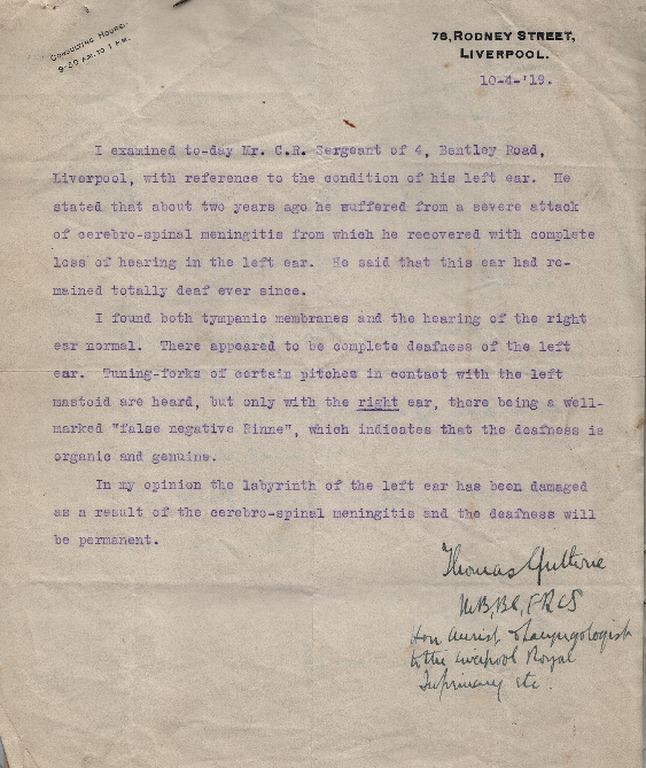 Consulting Hours:-
9-30 A.M. to 1 P.M.
78, Rodney Street,
Liverpool.
10-4-'19.
I examined to-day Mr. C.R. Sergeant of 4, Bentley Road,
Liverpool, with reference to the condition of his left ear. He
stated that about two years ago he suffered from a severe attack
of cerebro-spinal meningitis from which he recovered with complete
loss of hearing in the left ear. He said that this ear had re-
mained totally deaf ever since.
I found both tympanic membranes and the hearing of the right
ear normal. There appeared to be complete deafness of the left
ear. Tuning-forks of certain pitches in contact with the left
mastoid are heard, but only with the right ear, there being a well-
marked "false negative Rinne", which indicates that the deafness is
organic and genuine.
In my opinion the labyrinth of the left ear has been damaged
as a result of the cerebro-spinal meningitis and the deafness will
be permanent.
Thomas Guthrie
M.B, B.C, FRCS
Hon Aurist & Laryngologist
to the Liverpool Royal
Infirmary etc.